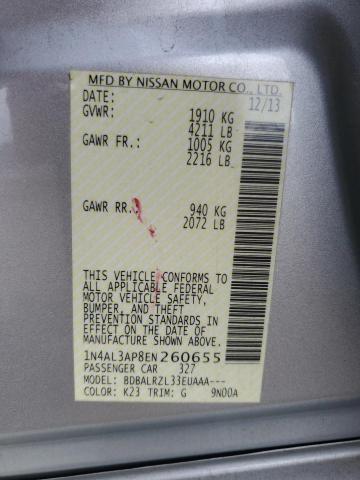 MFD BY NISSAN MOTOR CO., LTD.
DATE: 12/13
GVWR: 1910 KG
4211 LB
GAWR FR.: 1005 KG
2216 LB
GAWR RR.: 940 KG
2072 LB
THIS VEHICLE CONFORMS TO
ALL APPLICABLE FEDERAL
MOTOR VEHICLE SAFETY,
BUMPER, AND THEFT
PREVENTION STANDARDS IN
EFFECT ON THE DATE OF
MANUFACTURE SHOWN ABOVE.
1N4AL3AP8EN260655
PASSENGER CAR 327
MODEL: BDBALRZL33EUAAA---
COLOR: K23 TRIM: G 9N00A